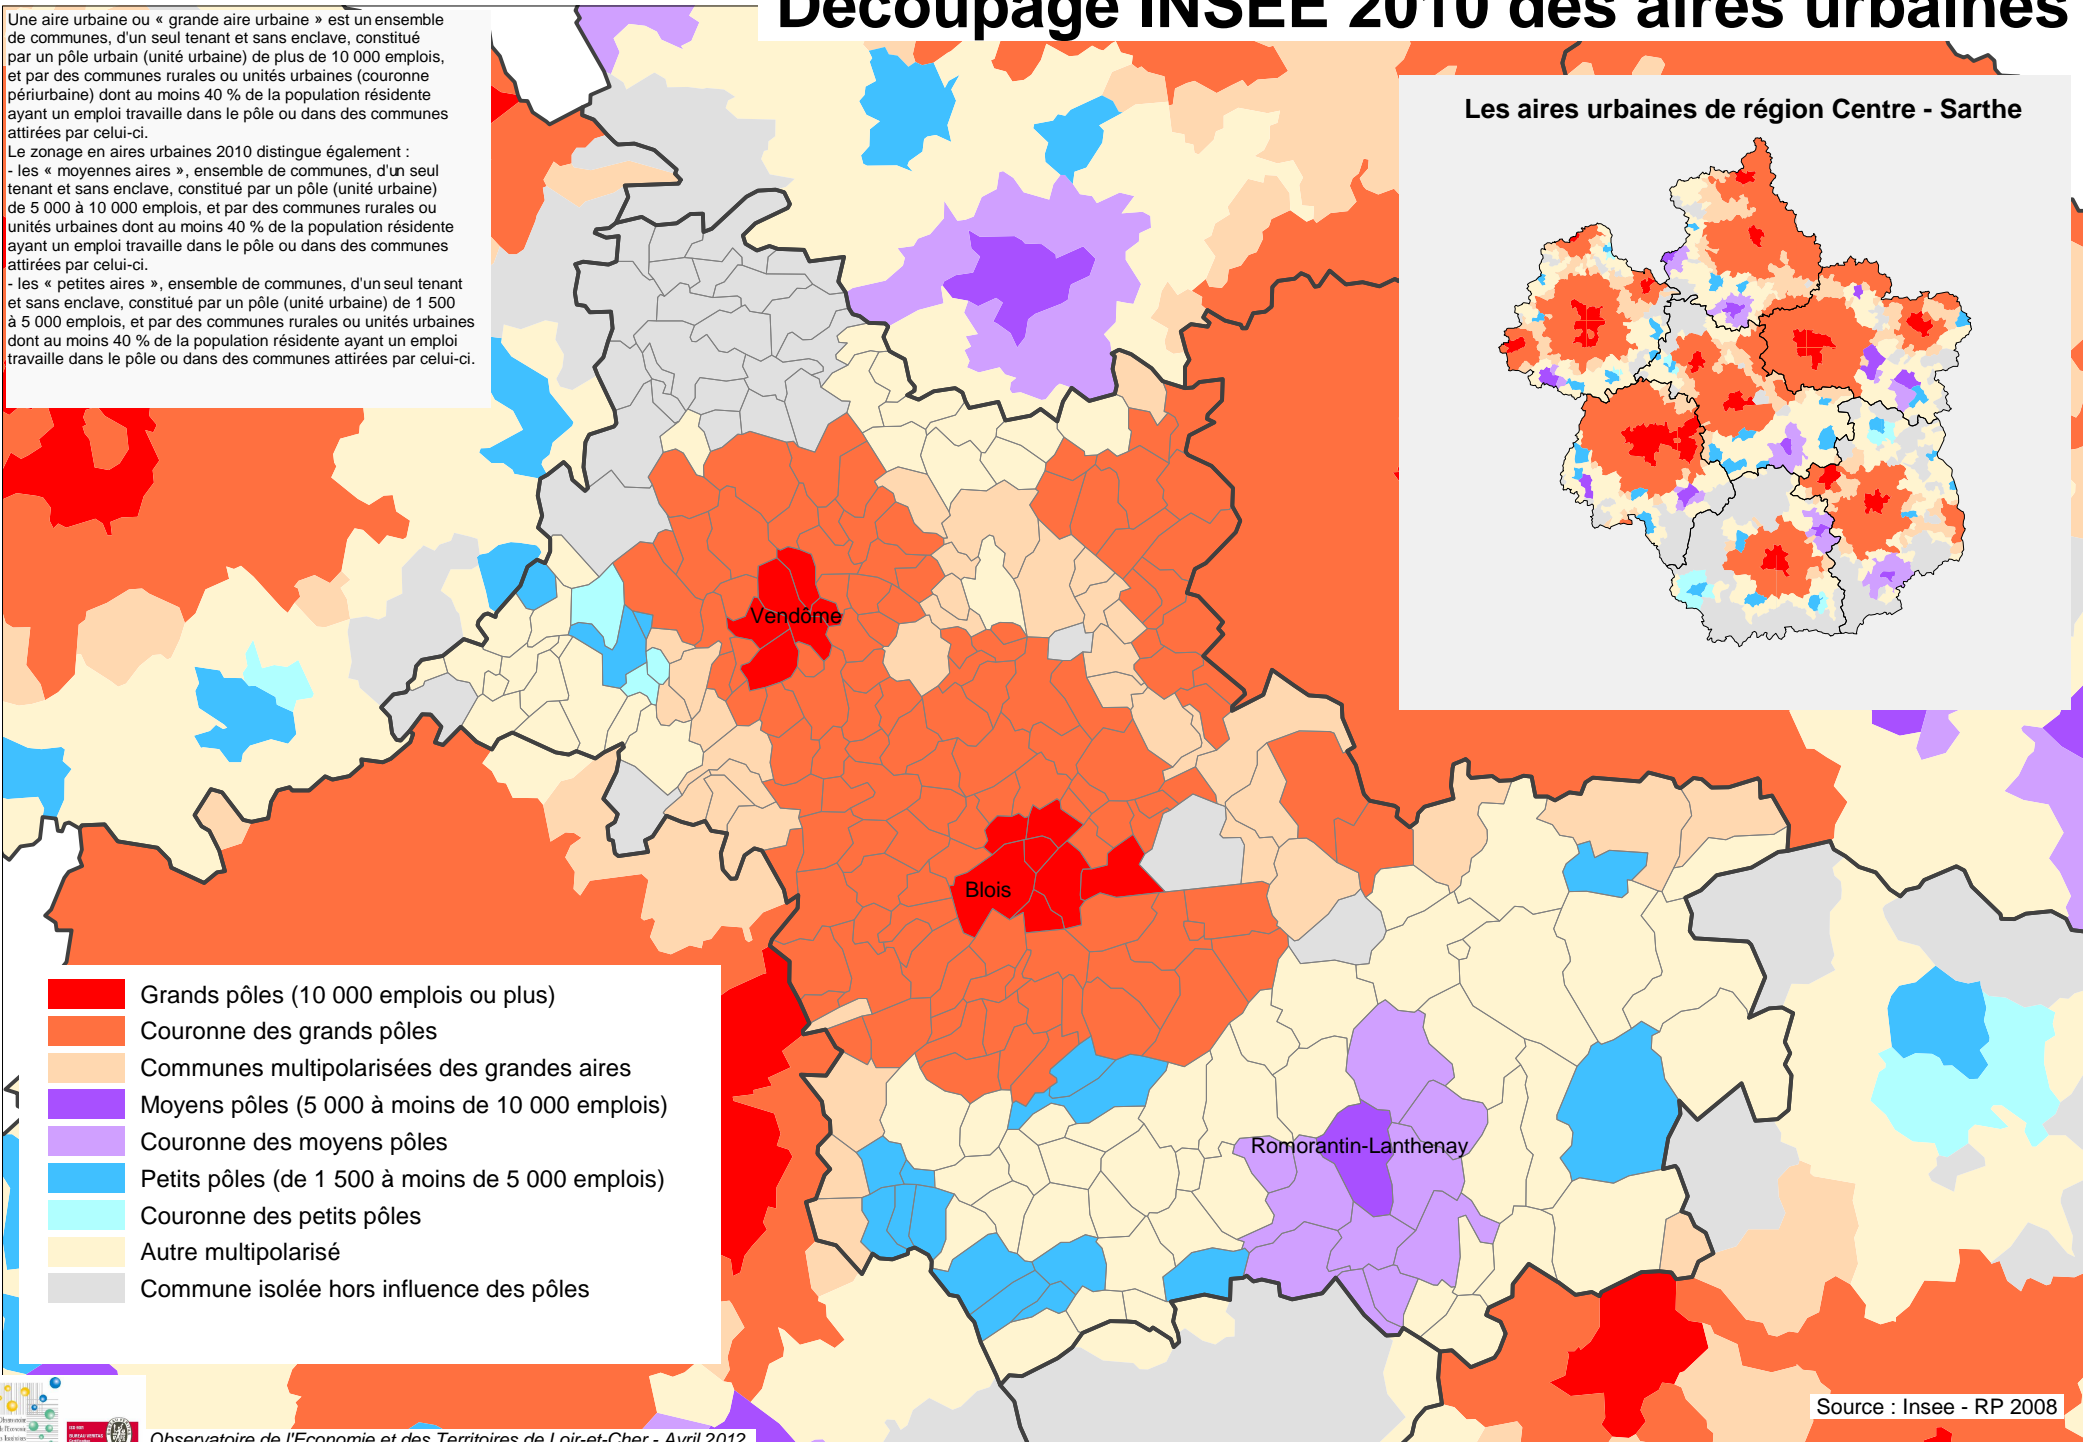 Découpage INSEE 2010 des aires urbaines
Une aire urbaine ou « grande aire urbaine » est un ensemble
de communes, d'un seul tenant et sans enclave, constitué
par un pôle urbain (unité urbaine) de plus de 10 000 emplois,
et par des communes rurales ou unités urbaines (couronne
périurbaine) dont au moins 40 % de la population résidente
ayant un emploi travaille dans le pôle ou dans des communes
attirées par celui-ci.
Le zonage en aires urbaines 2010 distingue également :
- les « moyennes aires », ensemble de communes, d'un seul
tenant et sans enclave, constitué par un pôle (unité urbaine)
de 5 000 à 10 000 emplois, et par des communes rurales ou
unités urbaines dont au moins 40 % de la population résidente
ayant un emploi travaille dans le pôle ou dans des communes
attirées par celui-ci.
- les « petites aires », ensemble de communes, d'un seul tenant
et sans enclave, constitué par un pôle (unité urbaine) de 1 500
à 5 000 emplois, et par des communes rurales ou unités urbaines
dont au moins 40 % de la population résidente ayant un emploi
travaille dans le pôle ou dans des communes attirées par celui-ci.
Les aires urbaines de région Centre - Sarthe
Vendôme
Blois
Romorantin-Lanthenay
Grands pôles (10 000 emplois ou plus)
Couronne des grands pôles
Communes multipolarisées des grandes aires
Moyens pôles (5 000 à moins de 10 000 emplois)
Couronne des moyens pôles
Petits pôles (de 1 500 à moins de 5 000 emplois)
Couronne des petits pôles
Autre multipolarisé
Commune isolée hors influence des pôles
Source : Insee - RP 2008
BUREAU VERITAS
Observatoire de l'Economie et des Territoires de Loir-et-Cher - Avril 2012